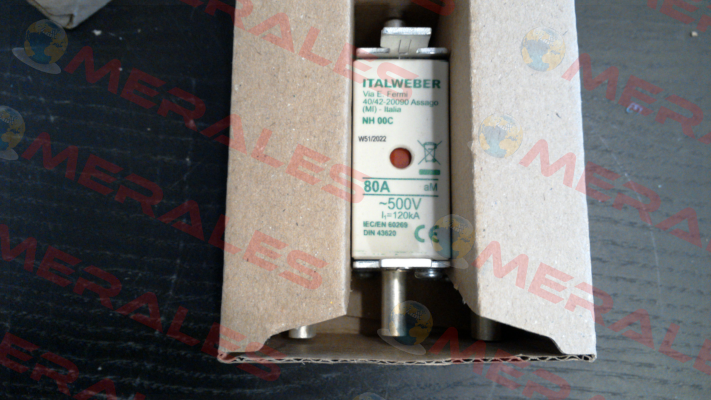 ITALWEBER
Via E. Fermi
40/42-20090 Assago
(MI) - Italia
NH 00C
W51/2022
80A aM
~500V
I₁=120kA
IEC/EN 60269
DIN 43620
CE
MERALES
MERALES
MERALES
MERALES
MERALES